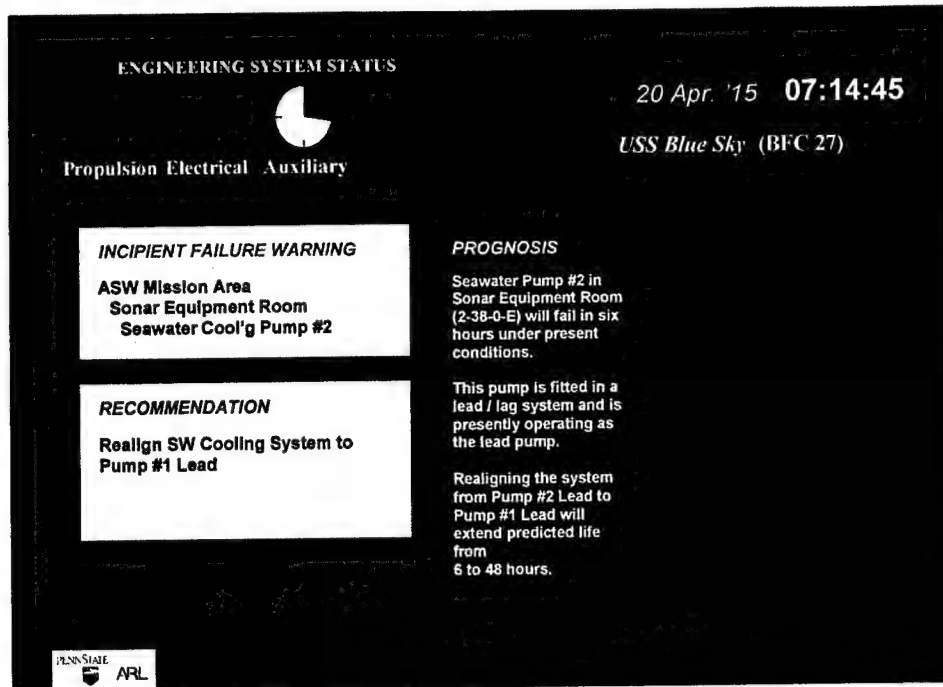 ENGINEERING SYSTEM STATUS
20 Apr. '15 07:14:45
USS Blue Sky (BFC 27)
Propulsion Electrical Auxiliary
INCIPIENT FAILURE WARNING
ASW Mission Area
Sonar Equipment Room
Seawater Cool'g Pump #2
RECOMMENDATION
Realign SW Cooling System to
Pump #1 Lead
PROGNOSIS
Seawater Pump #2 in
Sonar Equipment Room
(2-38-0-E) will fail in six
hours under present
conditions.
This pump is fitted in a
lead / lag system and is
presently operating as
the lead pump.
Realigning the system
from Pump #2 Lead to
Pump #1 Lead will
extend predicted life
from
6 to 48 hours.
PENNSTATE
ARL